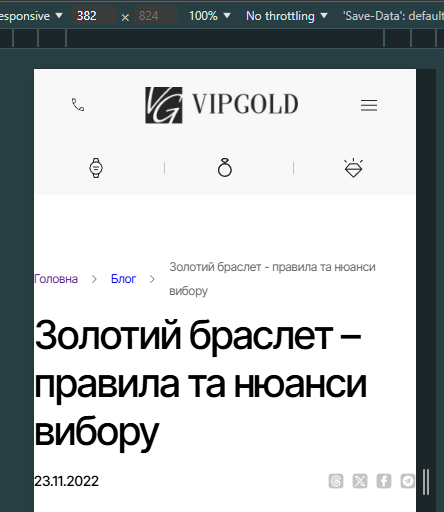 esponsive ▼ 382 × 824 100% ▼ No throttling ▼ 'Save-Data': default
VG VIPGOLD
Головна > Блог > Золотий браслет - правила та нюанси
вибору
Золотий браслет –
правила та нюанси
вибору
23.11.2022